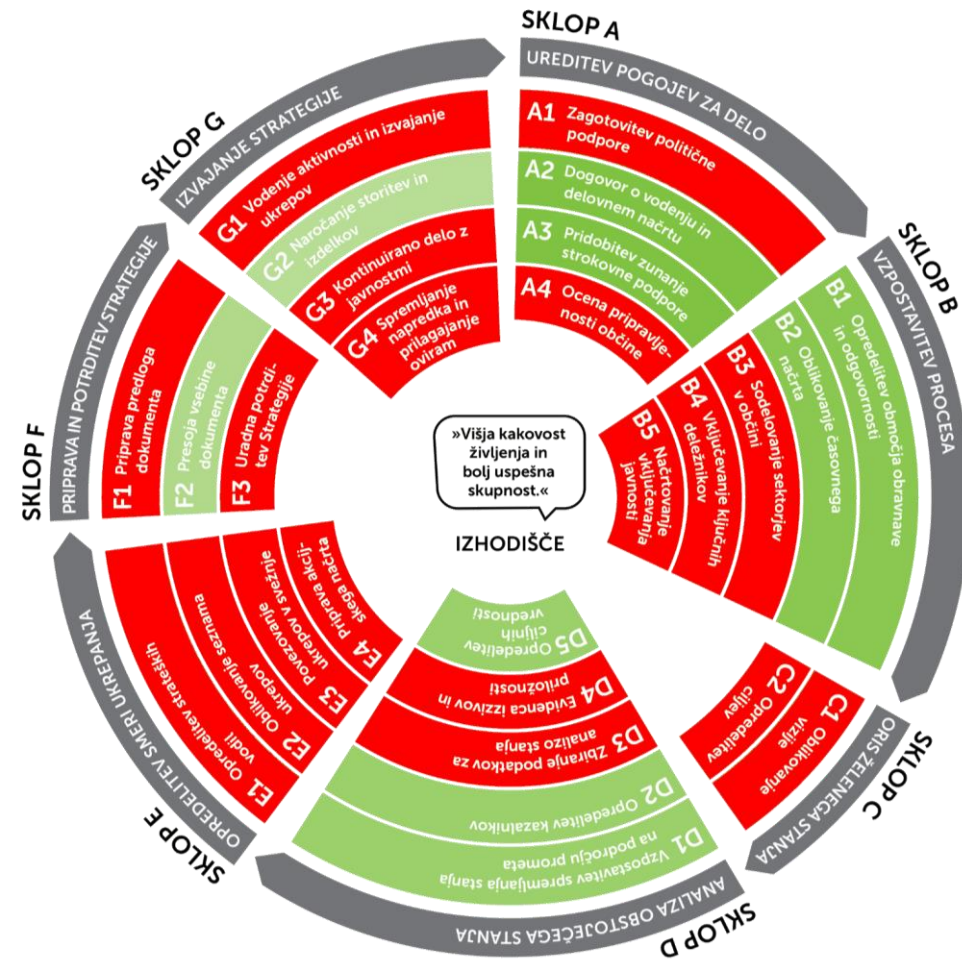 SKLOP A
UREDITEV POGOJEV ZA DELO
A1 Zagotovitev politične
podpore
A2 Dogovor o vodenju in
delovnem načrtu
A3 Pridobitev zunanje
strokovne podpore
A4 Ocena pripravlje-
nosti občine
SKLOP B
VZPOSTAVITEV PROCESA
B1 Opredelitev območja obravnave
in odgovornosti
B2 Oblikovanje časovnega
načrta
B3 Sodelovanje sektorjev
v občini
B4 Vključevanje ključnih
deležnikov
B5 Načrtovanje
vključevanja
javnosti
SKLOP C
ORIS ŽELENEGA STANJA
C1 Oblikovanje
vizije
C2 Opredelitev
ciljev
SKLOP D
ANALIZA OBSTOJEČEGA STANJA
D1 Vzpostavitev spremljanja stanja
na področju prometa
D2 Opredelitev kazalnikov
D3 Zbiranje podatkov za
analizo stanja
D4 Evidenca izzivov in
priložnosti
D5 Opredelitev
ciljnih
vrednosti
SKLOP E
OPREDELITEV SMERI UKREPANJA
E1 Opredelitev strateških
vodil
E2 Oblikovanje seznama
ukrepov
E3 Povezovanje
ukrepov v svežnje
E4 Priprava akcij-
skega načrta
SKLOP F
PRIPRAVA IN POTRDITEV STRATEGIJE
F1 Priprava predloga
dokumenta
F2 Presoja vsebine
dokumenta
F3 Uradna potrdi-
tev Strategije
SKLOP G
IZVAJANJE STRATEGIJE
G1 Vodenje aktivnosti in izvajanje
ukrepov
G2 Naročanje storitev in
izdelkov
G3 Kontinuirano delo z
javnostmi
G4 Spremljanje
napredka in
prilagajanje
oviram
»Višja kakovost
življenja in
bolj uspešna
skupnost.«
IZHODIŠČE